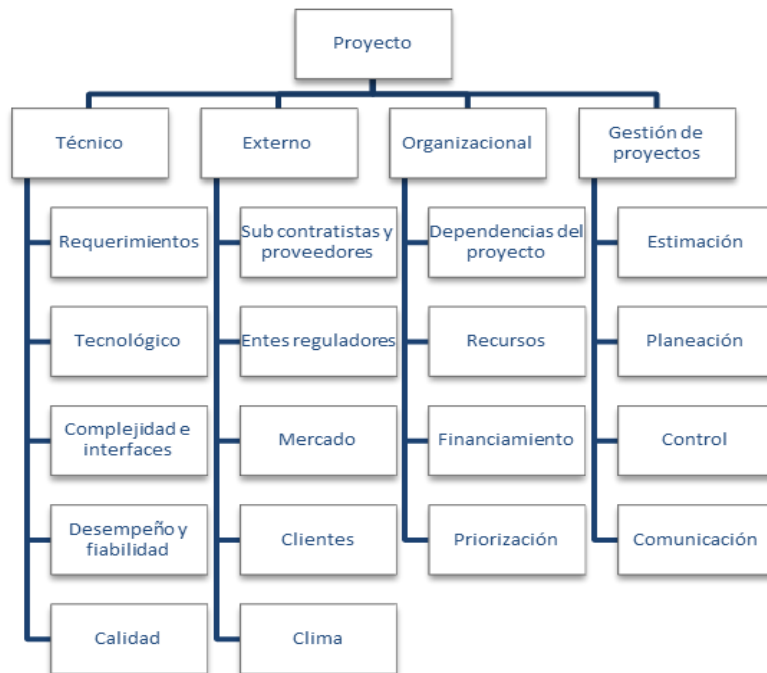 Proyecto
Técnico
Externo
Organizacional
Gestión de
proyectos
Requerimientos
Tecnológico
Complejidad e
interfaces
Desempeño y
fiabilidad
Calidad
Sub contratistas y
proveedores
Entes reguladores
Mercado
Clientes
Clima
Dependencias del
proyecto
Recursos
Financiamiento
Priorización
Estimación
Planeación
Control
Comunicación